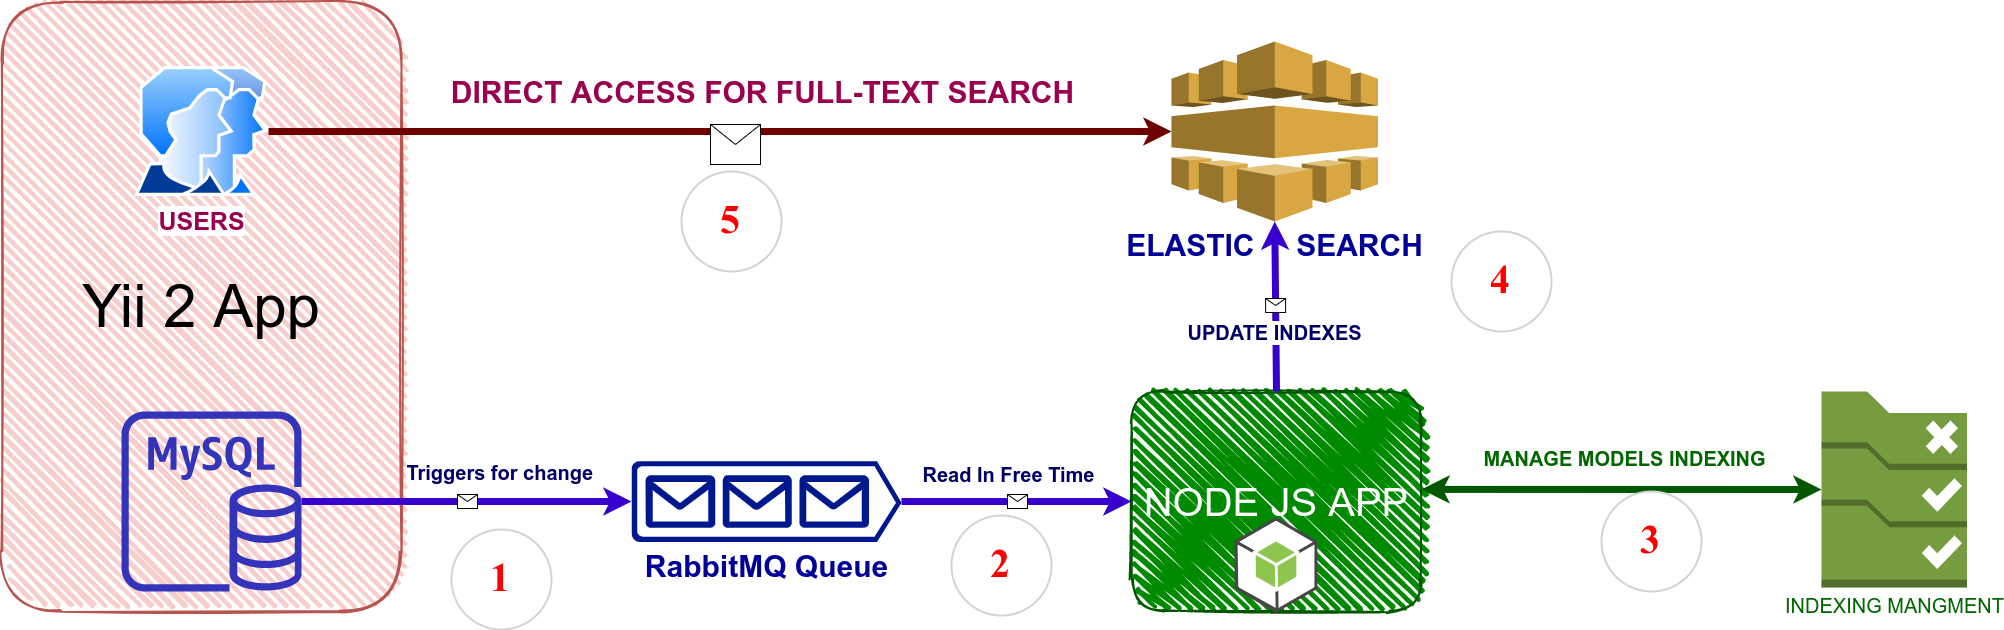 DIRECT ACCESS FOR FULL-TEXT SEARCH
USERS
5
ELASTIC SEARCH
4
Yii 2 App
UPDATE INDEXES
MySQL
Triggers for change
Read In Free Time
NODE JS APP
MANAGE MODELS INDEXING
RabbitMQ Queue
1
2
3
INDEXING MANGMENT